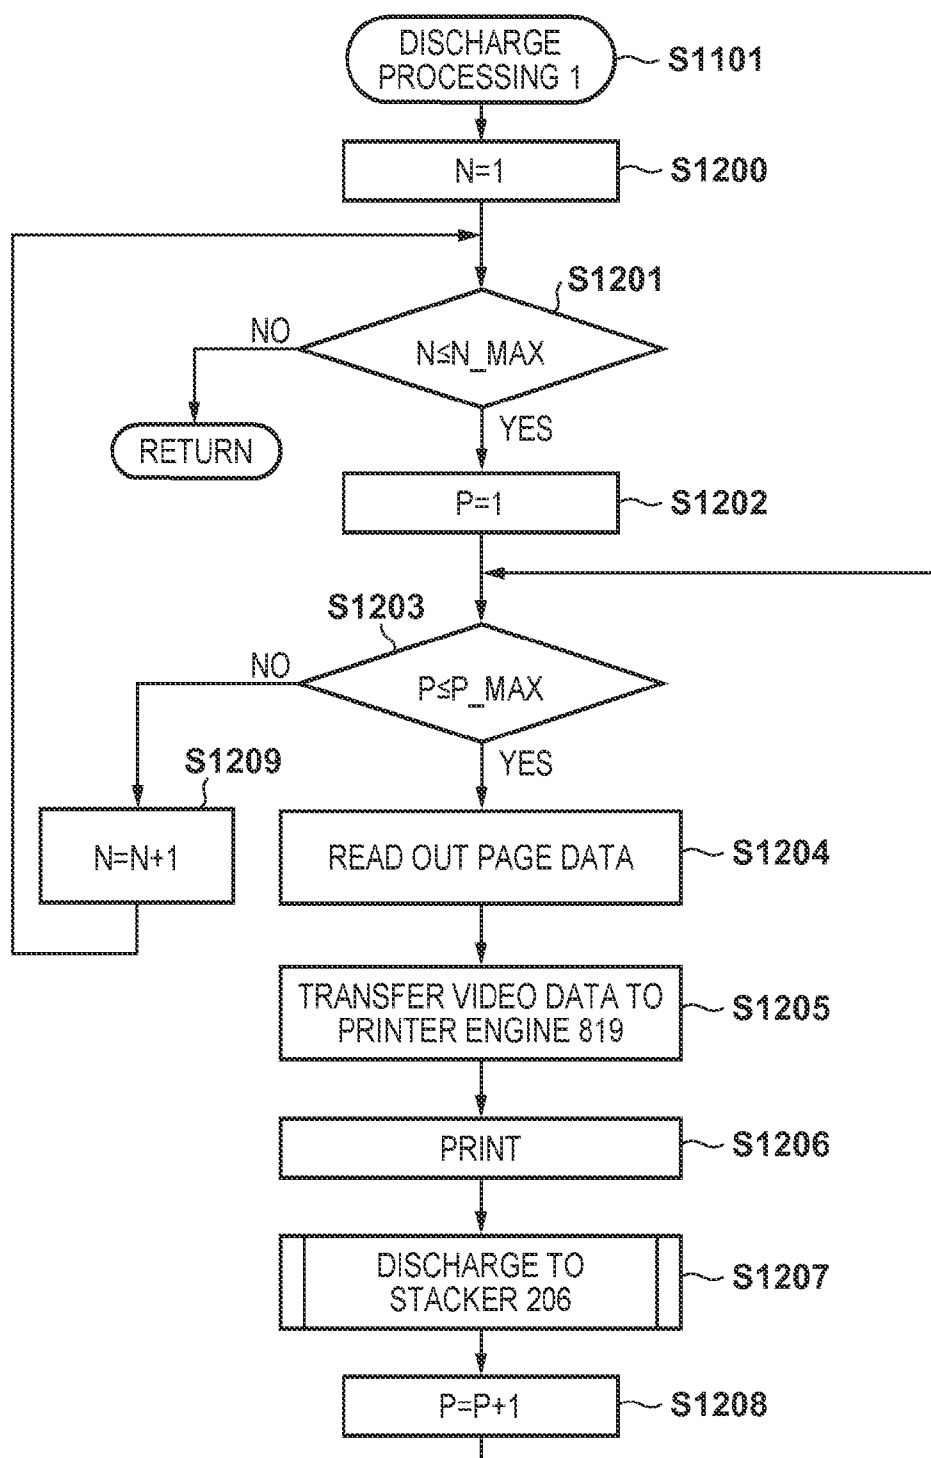 DISCHARGE
PROCESSING 1
S1101
N=1
S1200
S1201
N≤N_MAX
NO
YES
RETURN
P=1
S1202
S1203
P≤P_MAX
NO
YES
S1209
N=N+1
READ OUT PAGE DATA
S1204
TRANSFER VIDEO DATA TO
PRINTER ENGINE 819
S1205
PRINT
S1206
DISCHARGE TO
STACKER 206
S1207
P=P+1
S1208